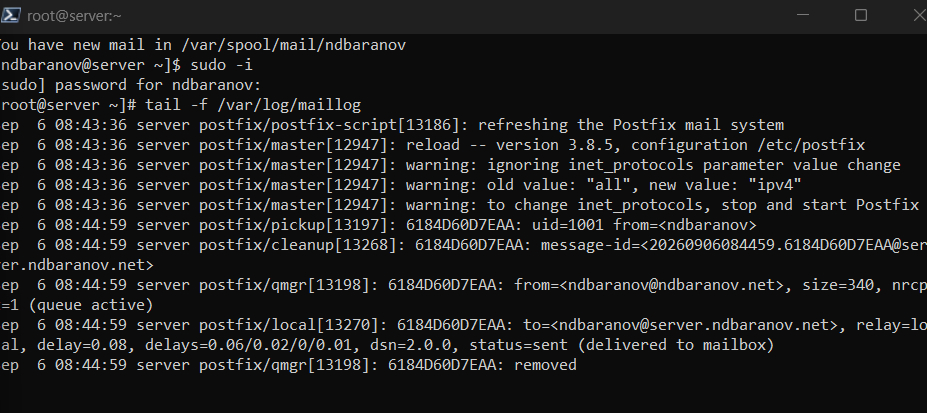 root@server:~
ou have new mail in /var/spool/mail/ndbaranov
ndbaranov@server ~]$ sudo -i
sudo] password for ndbaranov:
root@server ~]# tail -f /var/log/maillog
ep  6 08:43:36 server postfix/postfix-script[13186]: refreshing the Postfix mail system
ep  6 08:43:36 server postfix/master[12947]: reload -- version 3.8.5, configuration /etc/postfix
ep  6 08:43:36 server postfix/master[12947]: warning: ignoring inet_protocols parameter value change
ep  6 08:43:36 server postfix/master[12947]: warning: old value: "all", new value: "ipv4"
ep  6 08:43:36 server postfix/master[12947]: warning: to change inet_protocols, stop and start Postfix
ep  6 08:44:59 server postfix/pickup[13197]: 6184D60D7EAA: uid=1001 from=<ndbaranov>
ep  6 08:44:59 server postfix/cleanup[13268]: 6184D60D7EAA: message-id=<20260906084459.6184D60D7EAA@ser
ver.ndbaranov.net>
ep  6 08:44:59 server postfix/qmgr[13198]: 6184D60D7EAA: from=<ndbaranov@ndbaranov.net>, size=340, nrcp
=1 (queue active)
ep  6 08:44:59 server postfix/local[13270]: 6184D60D7EAA: to=<ndbaranov@server.ndbaranov.net>, relay=lo
al, delay=0.08, delays=0.06/0.02/0/0.01, dsn=2.0.0, status=sent (delivered to mailbox)
ep  6 08:44:59 server postfix/qmgr[13198]: 6184D60D7EAA: removed